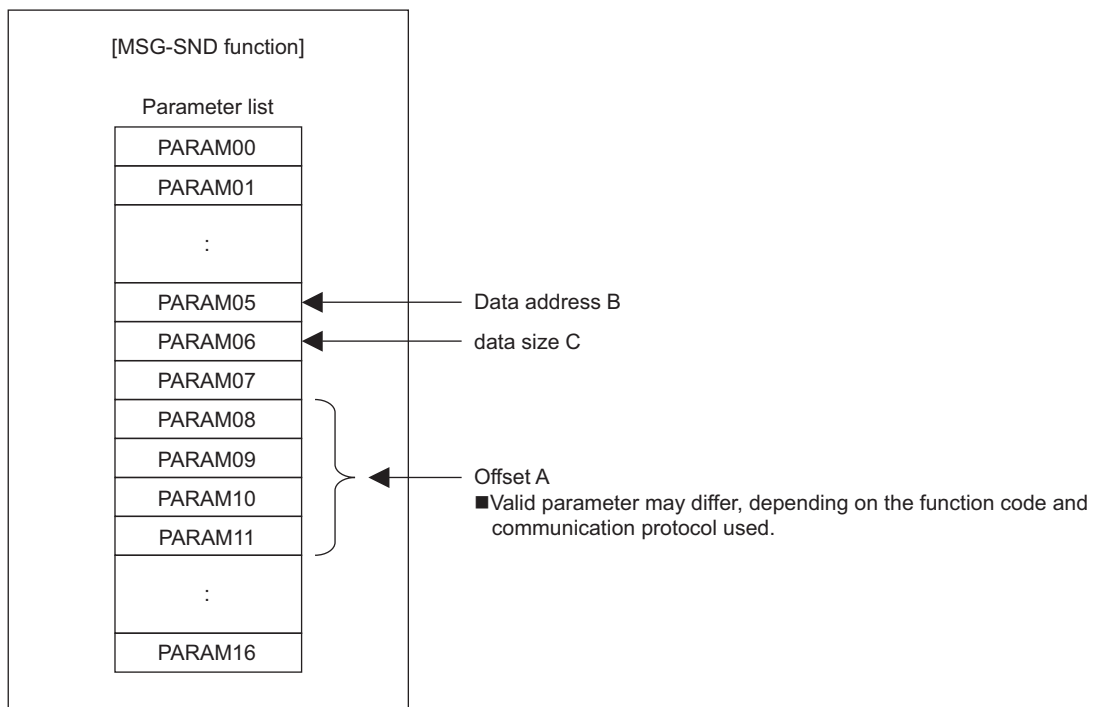 [MSG-SND function]
Parameter list
PARAM00
PARAM01
:
PARAM05
Data address B
PARAM06
data size C
PARAM07
PARAM08
PARAM09
PARAM10
PARAM11
Offset A
■Valid parameter may differ, depending on the function code and
communication protocol used.
:
PARAM16